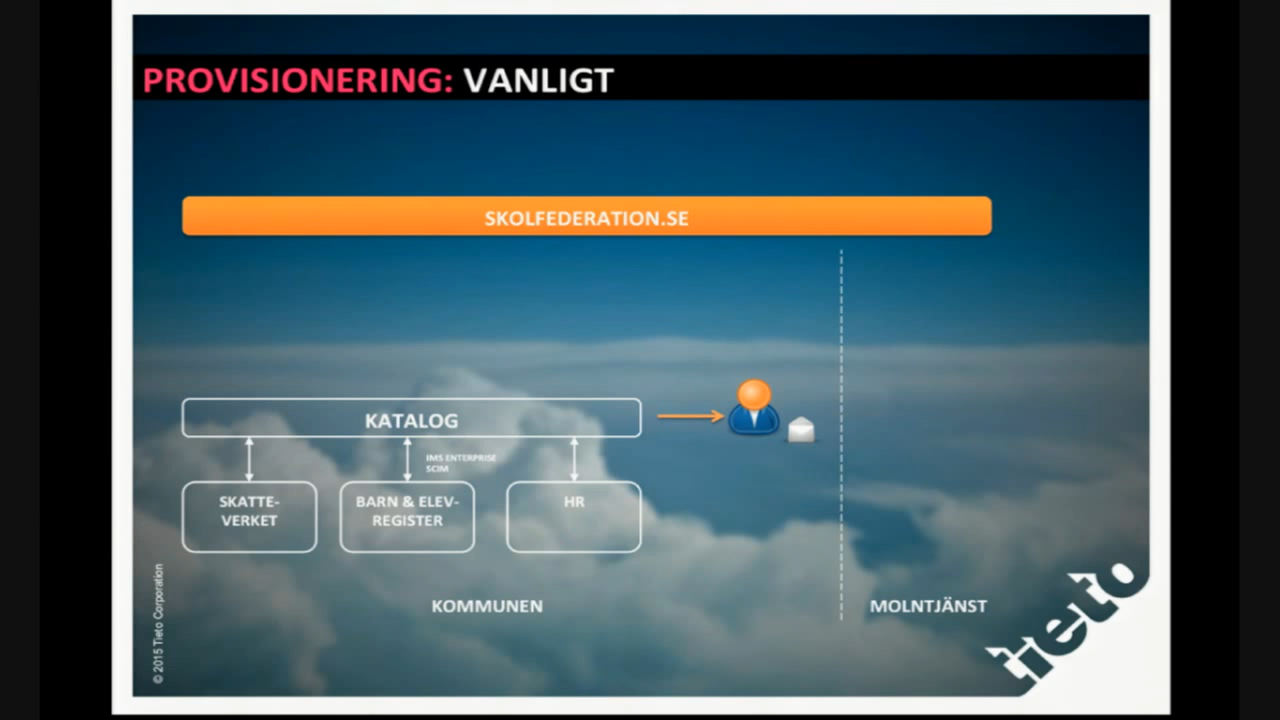 PROVISIONERING: VANLIGT
SKOLFEDERATION.SE
KATALOG
IMS ENTERPRISE
SCIM
SKATTE-
VERKET
BARN & ELEV-
REGISTER
HR
KOMMUNEN
MOLNTJÄNST
© 2015 Tieto Corporation
tieto